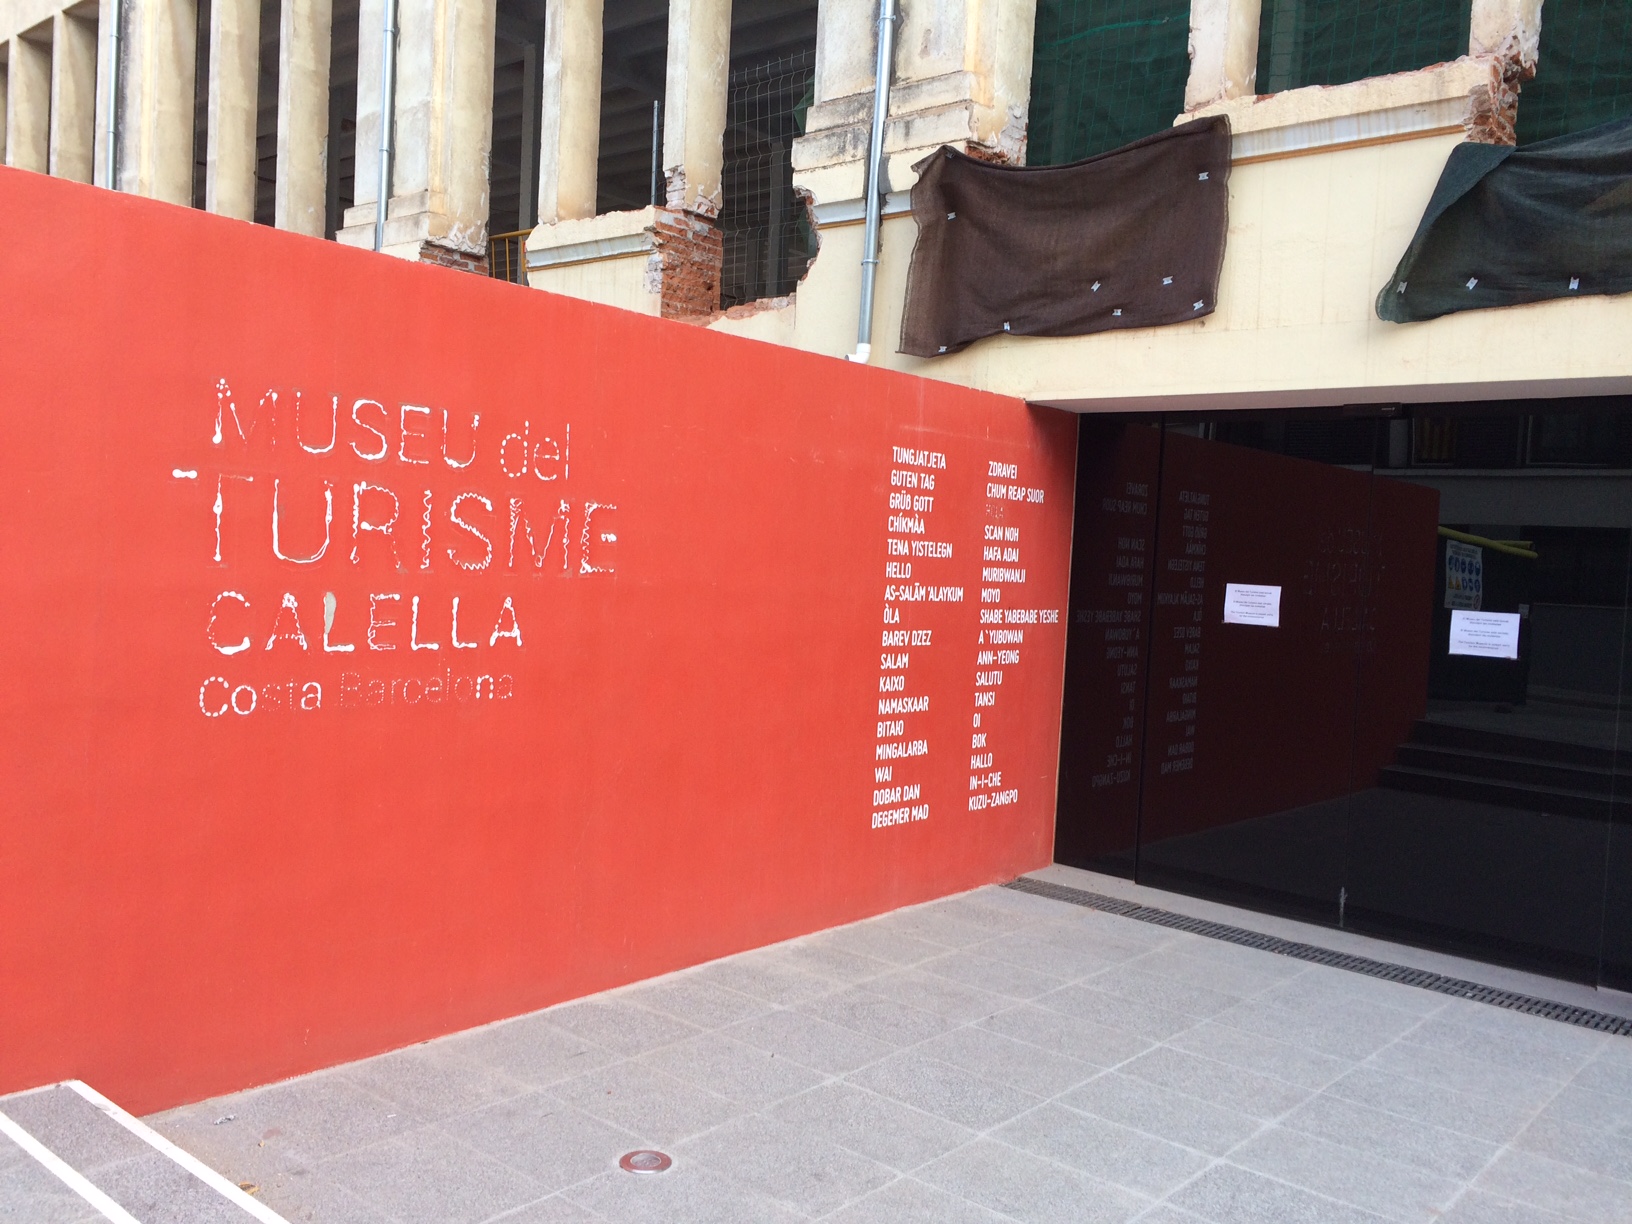 MUSEU del
TURISME
CALELLA
Costa Barcelona
TUNGJATJETA
GUTEN TAG
GRÜß GOTT
CHÍKMÀA
TENA YISTELEGN
HELLO
AS-SALĀM 'ALAYKUM
ÒLA
BAREV DZEZ
SALAM
KAIXO
NAMASKAAR
BITAIO
MINGALARBA
WAI
DOBAR DAN
DEGEMER MAD
ZDRAVEI
CHUM REAP SUOR
SCAN NOH
HAFA ADAI
MURIBWANJI
MOYO
SHABE YABEBABE YESHE
A`YUBOWAN
ANN-YEONG
SALUTU
TANSI
OI
BOK
HALLO
IN-I-CHE
KUZU-ZANGPO